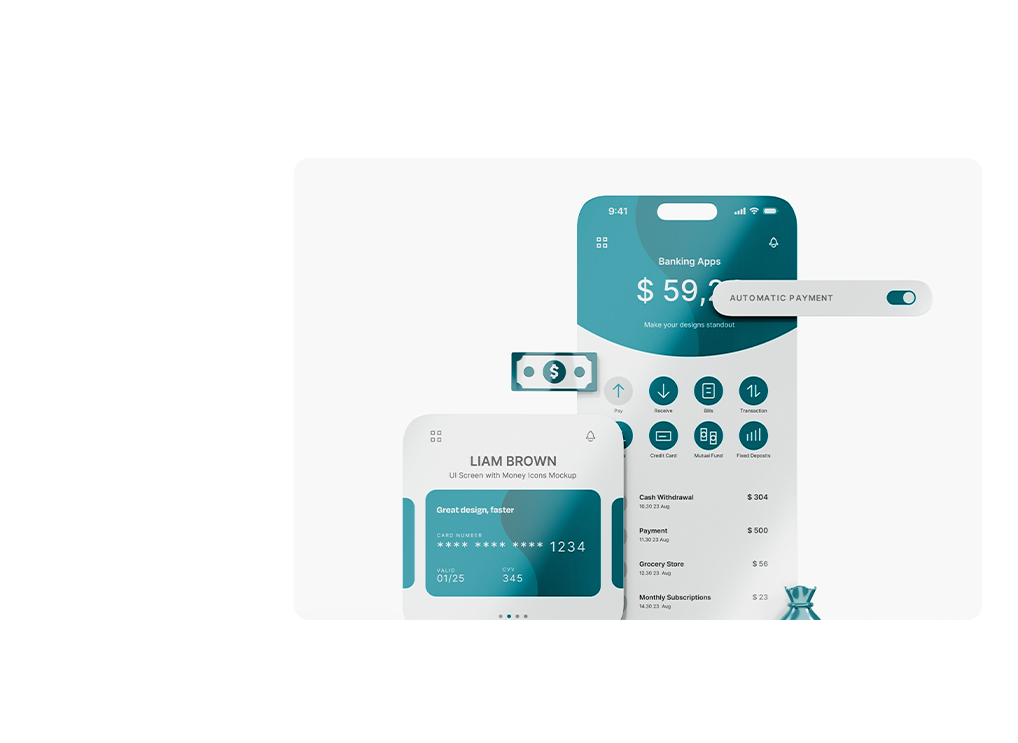 9:41
Banking Apps
$ 59,2
Make your designs standout
AUTOMATIC PAYMENT
$
Pay
Receive
Bills
Transaction
Credit Card
Mutual Fund
Fixed Deposits
LIAM BROWN
UI Screen with Money Icons Mockup
Great design, faster
CARD NUMBER
**** **** **** 1234
VALID
01/25
CVV
345
Cash Withdrawal
$ 304
10.30 23 Aug
Payment
$ 500
11.30 23 Aug
Grocery Store
$ 56
12.30 23 Aug
Monthly Subscriptions
$ 23
14.30 23 Aug